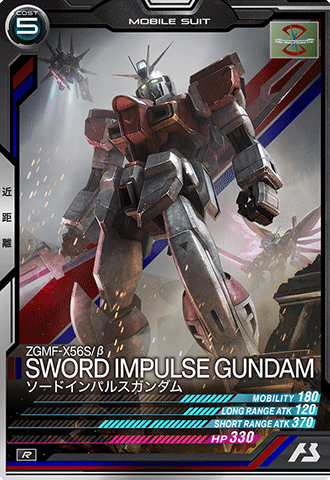 COST
5
MOBILE SUIT
近距離
ZGMF-X56S/β
SWORD IMPULSE GUNDAM
ソードインパルスガンダム
MOBILITY 180
LONG RANGE ATK 120
SHORT RANGE ATK 370
HP 330
R